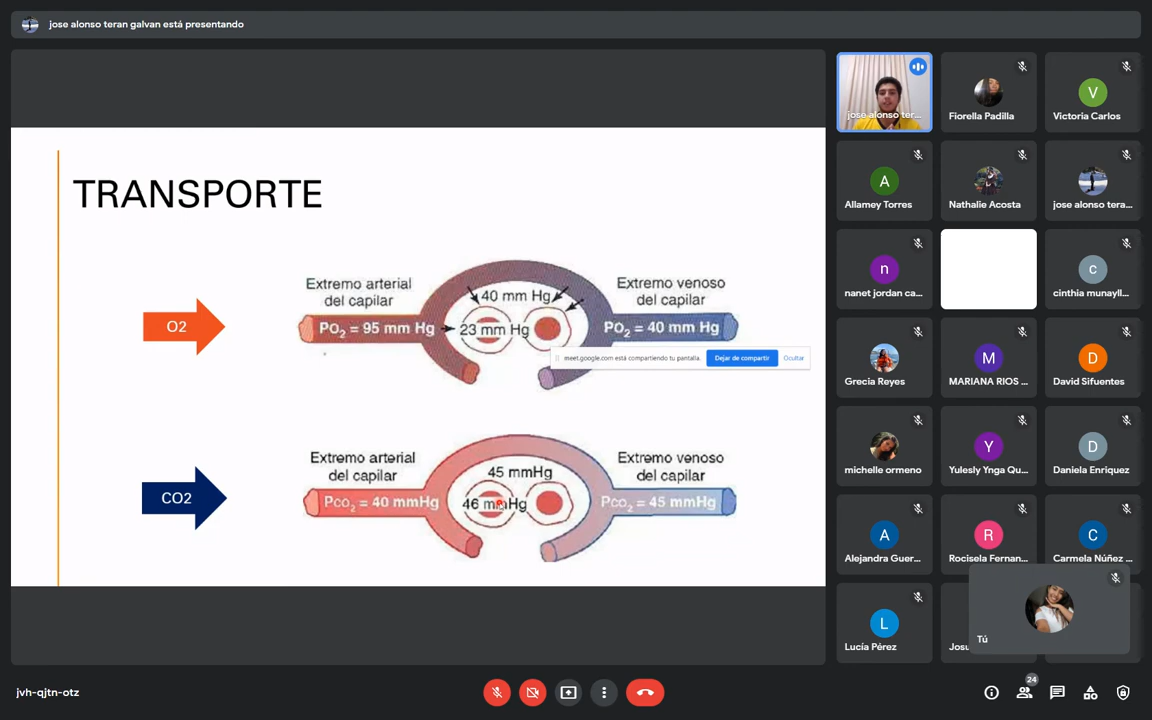 jose alonso teran galvan está presentando
TRANSPORTE
O2
Extremo arterial
del capilar
PO2 = 95 mm Hg
40 mm Hg
23 mm Hg
Extremo venoso
del capilar
PO2 = 40 mm Hg
meet.google.com está compartiendo tu pantalla.
Dejar de compartir
Ocultar
CO2
Extremo arterial
del capilar
PCO2 = 40 mmHg
45 mmHg
46 mmHg
Extremo venoso
del capilar
PCO2 = 45 mmHg
jose alonso ter...
Fiorella Padilla
V
Victoria Carlos
A
Allamey Torres
Nathalie Acosta
jose alonso tera...
n
nanet jordan ca...
c
cinthia munayll...
Grecia Reyes
M
MARIANA RIOS ...
D
David Sifuentes
michelle ormeno
Y
Yulesly Ynga Qu...
D
Daniela Enriquez
A
Alejandra Guer...
R
Rocisela Fernan...
C
Carmela Núñez ...
L
Lucía Pérez
Josu
Tú
jvh-qjtn-otz
24